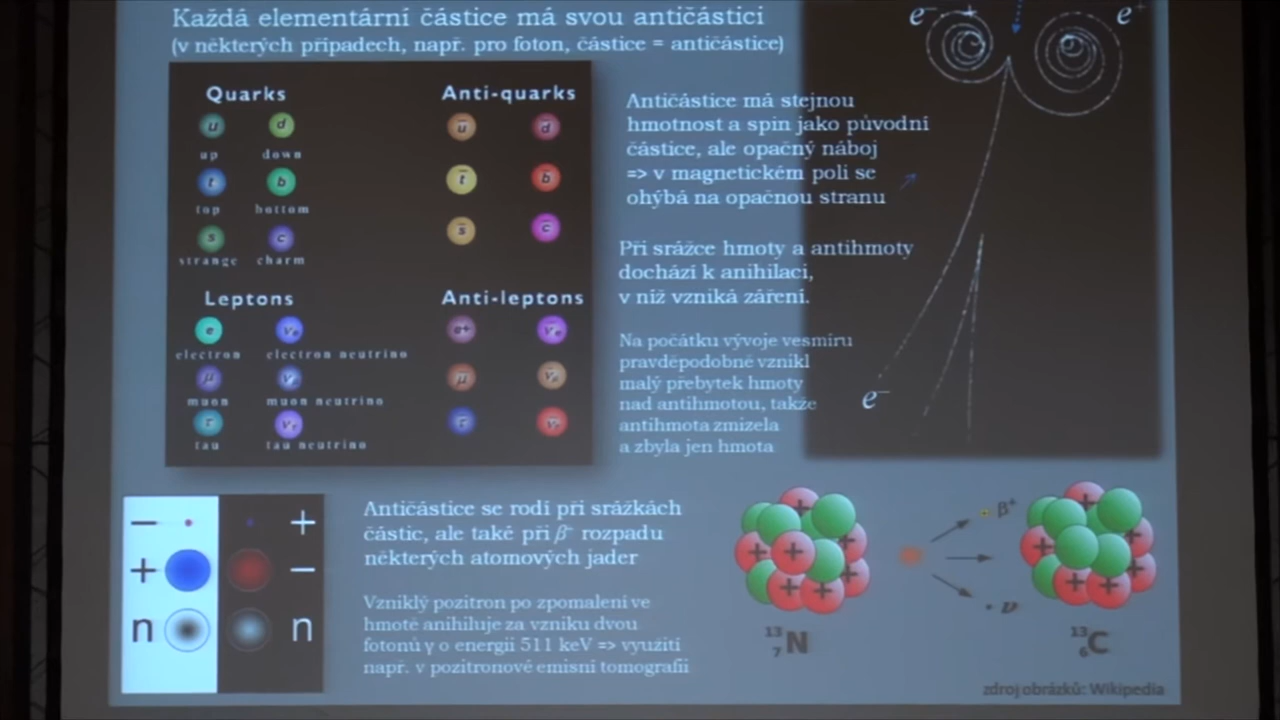 Každá elementární částice má svou antičástici
(v některých případech, např. pro foton, částice = antičástice)
Quarks
Anti-quarks
u
d
u̅
d̅
up
down
t
b
t̅
b̅
top
bottom
s
c
s̅
c̅
strange
charm
Leptons
Anti-leptons
e
νe
e+
electron
electron neutrino
μ
muon
muon neutrino
τ
tau
tau neutrino
e⁻
e⁺
Antičástice má stejnou
hmotnost a spin jako původní
částice, ale opačný náboj
=> v magnetickém poli se
ohýbá na opačnou stranu
Při srážce hmoty a antihmoty
dochází k anihilaci,
v níž vzniká záření.
Na počátku vývoje vesmíru
pravděpodobně vznikl
malý přebytek hmoty
nad antihmotou, takže
antihmota zmizela
a zbyla jen hmota
e⁻
− +
+ −
n n
Antičástice se rodí při srážkách
částic, ale také při β⁻ rozpadu
některých atomových jader
Vzniklý pozitron po zpomalení ve
hmotě anihiluje za vzniku dvou
fotonů γ o energii 511 keV => využití
např. v pozitronové emisní tomografii
β⁺
ν
¹³₇N
¹³₆C
zdroj obrázků: Wikipedia